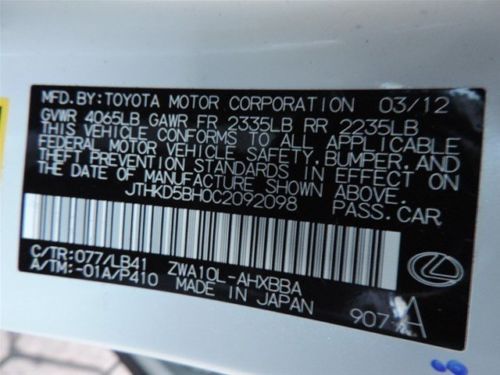 MFD.BY:TOYOTA MOTOR CORPORATION 03/12
GVWR 4065LB GAWR FR 2335LB RR 2235LB
THIS VEHICLE CONFORMS TO ALL APPLICABLE
FEDERAL MOTOR VEHICLE SAFETY, BUMPER, AND
THEFT PREVENTION STANDARDS IN EFFECT ON
THE DATE OF MANUFACTURE SHOWN ABOVE.
JTHKD5BH0C2092098 PASS.CAR
C/TR:077/LB41 ZWA10L-AHXBBA
A/TM:-01A/P410 MADE IN JAPAN
907 A